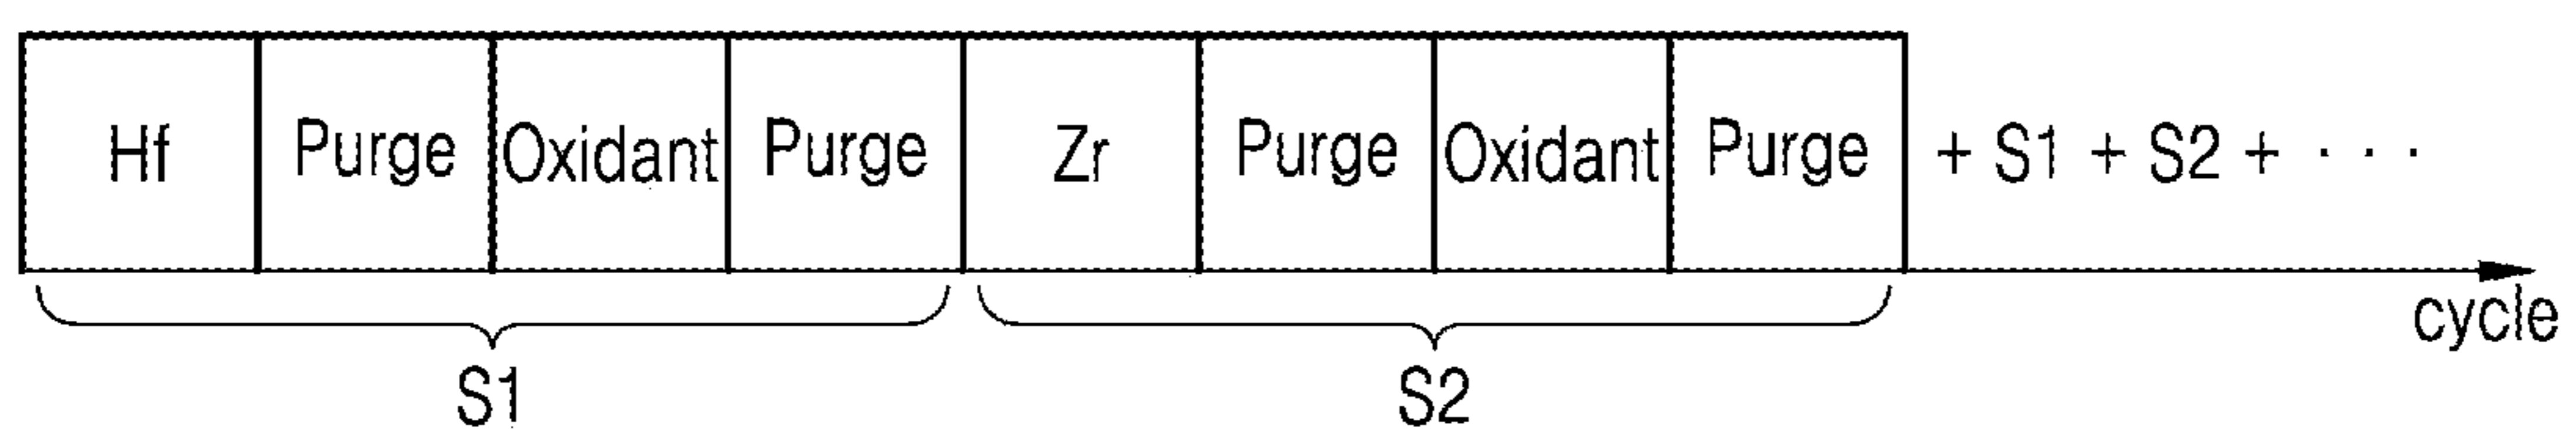 Hf Purge Oxidant Purge Zr Purge Oxidant Purge + S1 + S2 + · · ·
cycle
S1 S2